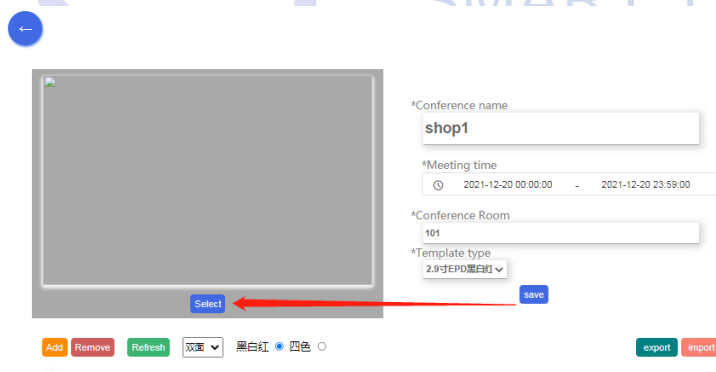 ←
*Conference name
shop1
*Meeting time
2021-12-20 00:00:00 - 2021-12-20 23:59:00
*Conference Room
101
*Template type
2.9寸EPD黑白红
Select
save
Add Remove Refresh 双面 黑白红 四色 export import